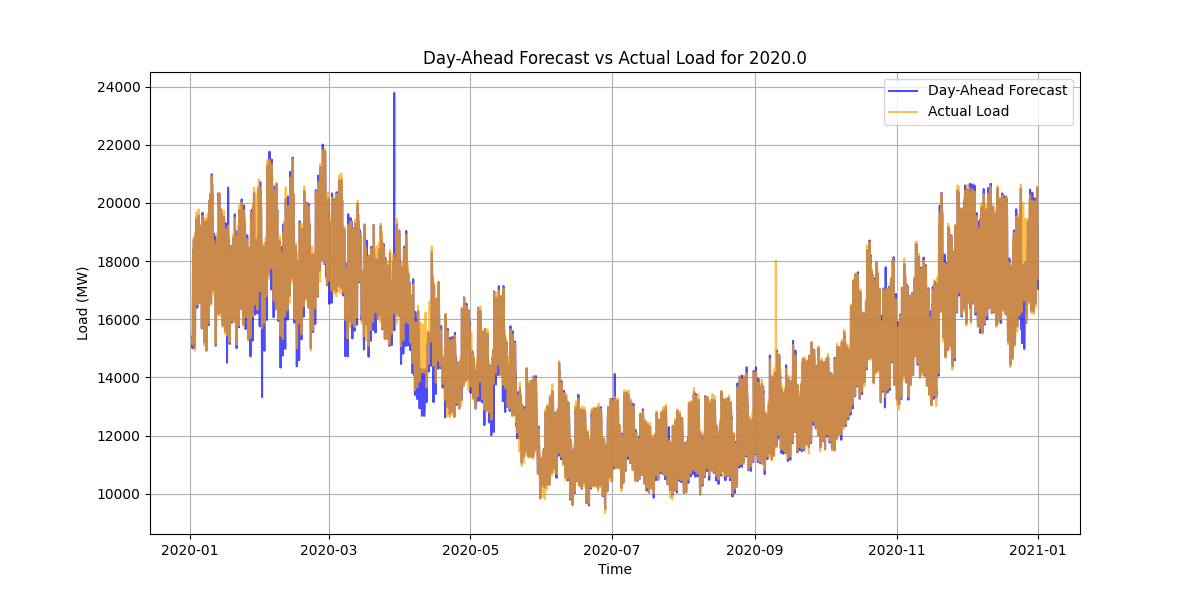 Day-Ahead Forecast vs Actual Load for 2020.0
Day-Ahead Forecast
Actual Load
24000
22000
20000
18000
16000
14000
12000
10000
Load (MW)
2020-01 2020-03 2020-05 2020-07 2020-09 2020-11 2021-01
Time